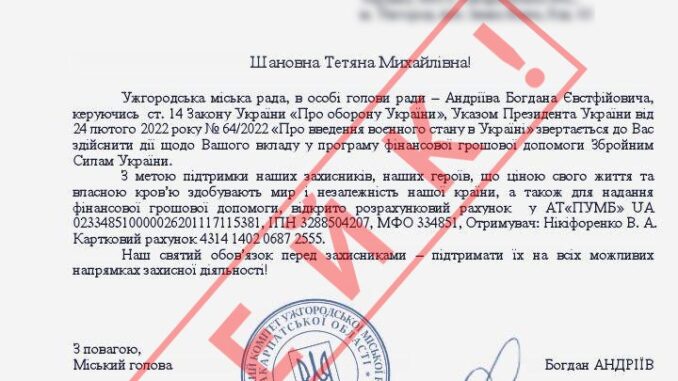 Шановна Тетяна Михайлівна!
Ужгородська міська рада, в особі голови ради – Андріїва Богдана Євстфійовича,
керуючись ст. 14 Закону України «Про оборону України», Указом Президента України від
24 лютого 2022 року № 64/2022 «Про введення воєнного стану в Україні» звертається до Вас
здійснити дії щодо Вашого вкладу у програму фінансової грошової допомоги Збройним
Силам України.
З метою підтримки наших захисників, наших героїв, що ціною свого життя та
власною кров’ю здобувають мир і незалежність нашої країни, а також для надання
фінансової грошової допомоги, відкрито розрахунковий рахунок у АТ«ПУМБ» UA
023348510000026201117115381, ІПН 3288504207, МФО 334851, Отримувач: Нікіфоренко В. А.
Картковий рахунок 4314 1402 0687 2555.
Наш святий обов’язок перед захисниками – підтримати їх на всіх можливих
напрямках захисної діяльності!
ФЕЙК!
КОМІТЕТ УЖГОРОДСЬКОЇ МІСЬКОЇ
ЗАКАРПАТСЬКОЇ ОБЛАСТІ
З повагою,
Міський голова
Богдан АНДРІЇВ